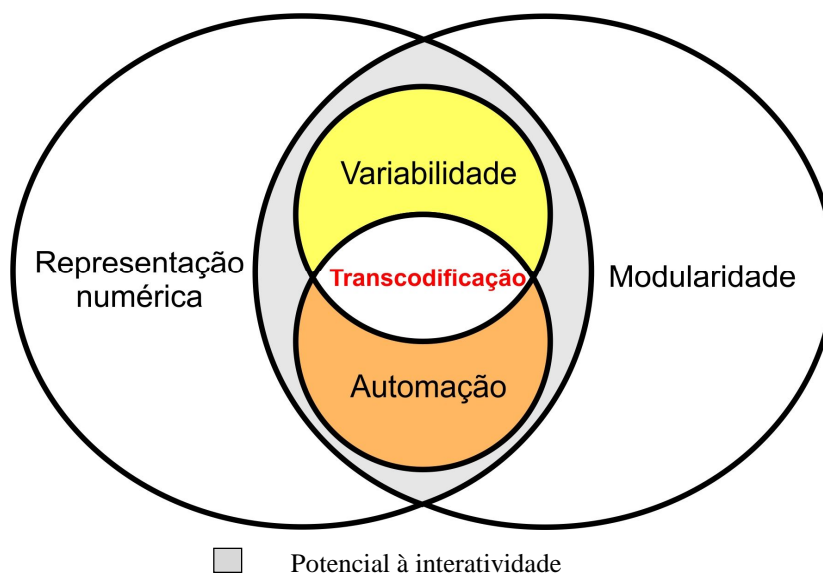 Variabilidade
Representação
numérica
Transcodificação
Modularidade
Automação
Potencial à interatividade